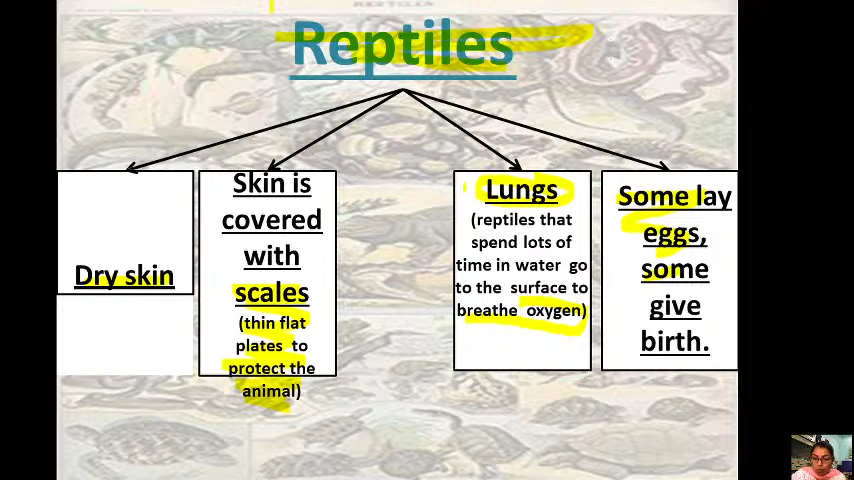 REPTILES
Reptiles
Dry skin
Skin is
covered
with
scales
(thin flat
plates to
protect the
animal)
Lungs
(reptiles that
spend lots of
time in water go
to the surface to
breathe oxygen)
Some lay
eggs,
some
give
birth.